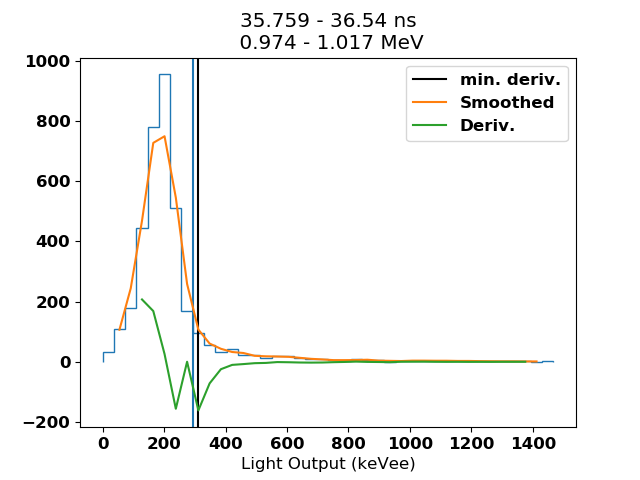 35.759 - 36.54 ns
0.974 - 1.017 MeV
min. deriv.
Smoothed
Deriv.
1000
800
600
400
200
0
−200
0 200 400 600 800 1000 1200 1400
Light Output (keVee)